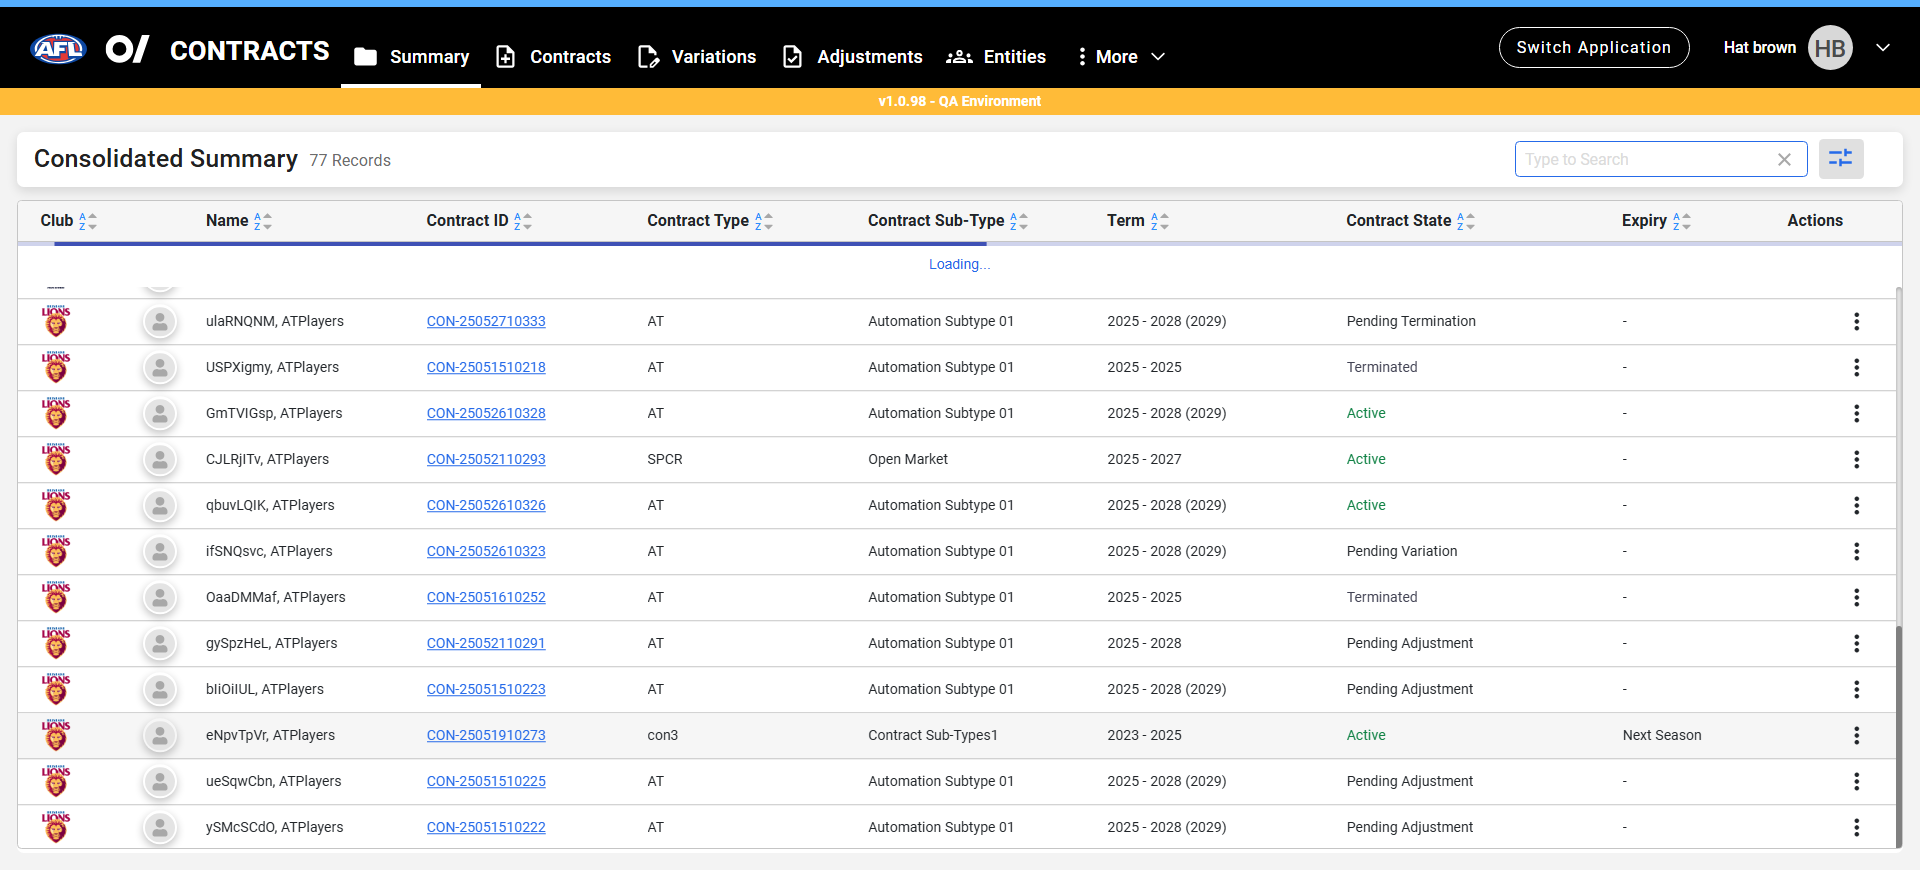 AFL CONTRACTS Summary Contracts Variations Adjustments Entities More Switch Application Hat brown HB
v1.0.98 - QA Environment
Consolidated Summary 77 Records Type to Search
Club Name Contract ID Contract Type Contract Sub-Type Term Contract State Expiry Actions
Loading...
LIONS ulaRNQNM, ATPlayers CON-25052710333 AT Automation Subtype 01 2025 - 2028 (2029) Pending Termination -
LIONS USPXigmy, ATPlayers CON-25051510218 AT Automation Subtype 01 2025 - 2025 Terminated -
LIONS GmTVIGsp, ATPlayers CON-25052610328 AT Automation Subtype 01 2025 - 2028 (2029) Active -
LIONS CJLRjITv, ATPlayers CON-25052110293 SPCR Open Market 2025 - 2027 Active -
LIONS qbuvLQIK, ATPlayers CON-25052610326 AT Automation Subtype 01 2025 - 2028 (2029) Active -
LIONS ifSNQsvc, ATPlayers CON-25052610323 AT Automation Subtype 01 2025 - 2028 (2029) Pending Variation -
LIONS OaaDMMaf, ATPlayers CON-25051610252 AT Automation Subtype 01 2025 - 2025 Terminated -
LIONS gySpzHeL, ATPlayers CON-25052110291 AT Automation Subtype 01 2025 - 2028 Pending Adjustment -
LIONS bIiOiIUL, ATPlayers CON-25051510223 AT Automation Subtype 01 2025 - 2028 (2029) Pending Adjustment -
LIONS eNpvTpVr, ATPlayers CON-25051910273 con3 Contract Sub-Types1 2023 - 2025 Active Next Season
LIONS ueSqwCbn, ATPlayers CON-25051510225 AT Automation Subtype 01 2025 - 2028 (2029) Pending Adjustment -
LIONS ySMcSCdO, ATPlayers CON-25051510222 AT Automation Subtype 01 2025 - 2028 (2029) Pending Adjustment -